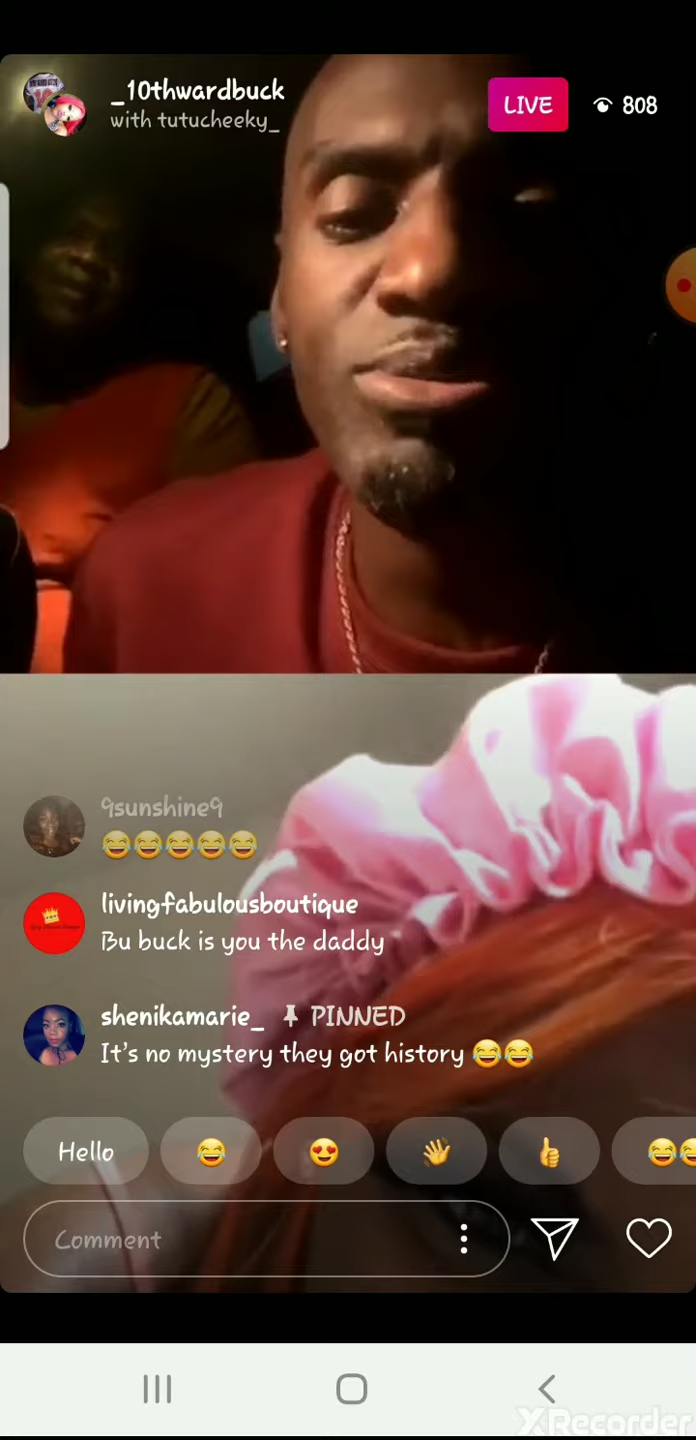 _10thwardbuck
with tutucheeky_
LIVE
808
9sunshine9
😂😂😂😂😂
livingfabulousboutique
Bu buck is you the daddy
shenikamarie_ PINNED
It's no mystery they got history 😂😂
Hello 😂 😍 👋 👍 😂😂
Comment
XRecorder